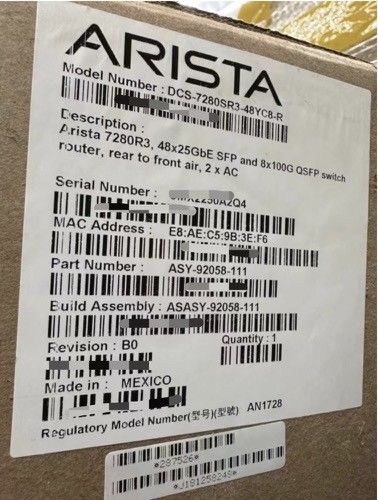 ARISTA
Model Number : DCS-7280SR3-48YC8-R
Description :
Arista 7280R3, 48x25GbE SFP and 8x100G QSFP switch
router, rear to front air, 2 x AC
Serial Number :
MAC Address : E8:AE:C5:9B:3E:F6
Part Number : ASY-92058-111
Build Assembly : ASASY-92058-111
Revision : B0
Quantity : 1
Made in : MEXICO
Regulatory Model Number(型号)(型號) AN1728
*287526*
*J18125824S*